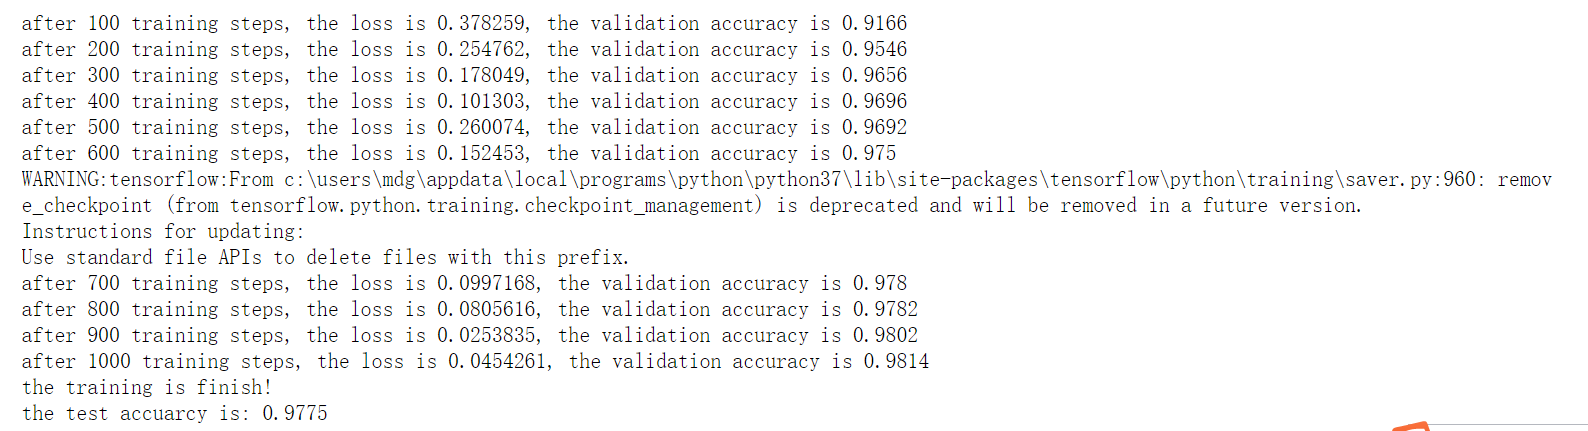 after 100 training steps, the loss is 0.378259, the validation accuracy is 0.9166
after 200 training steps, the loss is 0.254762, the validation accuracy is 0.9546
after 300 training steps, the loss is 0.178049, the validation accuracy is 0.9656
after 400 training steps, the loss is 0.101303, the validation accuracy is 0.9696
after 500 training steps, the loss is 0.260074, the validation accuracy is 0.9692
after 600 training steps, the loss is 0.152453, the validation accuracy is 0.975
WARNING:tensorflow:From c:\users\mdg\appdata\local\programs\python\python37\lib\site-packages\tensorflow\python\training\saver.py:960: remov
e_checkpoint (from tensorflow.python.training.checkpoint_management) is deprecated and will be removed in a future version.
Instructions for updating:
Use standard file APIs to delete files with this prefix.
after 700 training steps, the loss is 0.0997168, the validation accuracy is 0.978
after 800 training steps, the loss is 0.0805616, the validation accuracy is 0.9782
after 900 training steps, the loss is 0.0253835, the validation accuracy is 0.9802
after 1000 training steps, the loss is 0.0454261, the validation accuracy is 0.9814
the training is finish!
the test accuarcy is: 0.9775